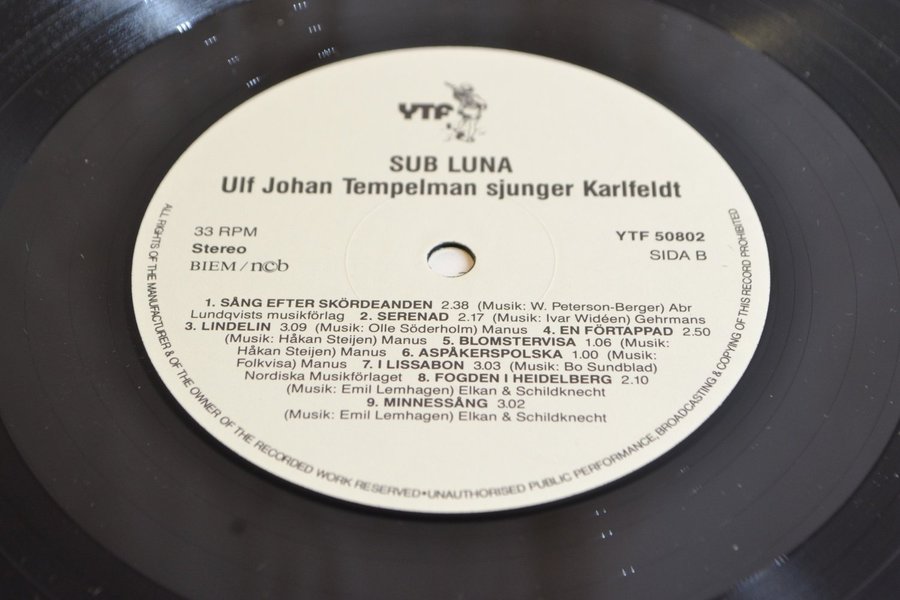 YTF
SUB LUNA
Ulf Johan Tempelman sjunger Karlfeldt
33 RPM
Stereo
BIEM/ncb
YTF 50802
SIDA B
1. SÅNG EFTER SKÖRDEANDEN 2.38 (Musik: W. Peterson-Berger) Abr
Lundqvists musikförlag 2. SERENAD 2.17 (Musik: Ivar Widéen) Gehrmans
3. LINDELIN 3.09 (Musik: Olle Söderholm) Manus 4. EN FÖRTAPPAD 2.50
(Musik: Håkan Steijen) Manus 5. BLOMSTERVISA 1.06 (Musik:
Håkan Steijen) Manus 6. ASPÅKERSPOLSKA 1.00 (Musik:
Folkvisa) Manus 7. I LISSABON 3.03 (Musik: Bo Sundblad)
Nordiska Musikförlaget 8. FOGDEN I HEIDELBERG 2.10
(Musik: Emil Lemhagen) Elkan & Schildknecht
9. MINNESSÅNG 3.02
(Musik: Emil Lemhagen) Elkan & Schildknecht
ALL RIGHTS OF THE MANUFACTURER & OF THE OWNER OF THE RECORDED WORK RESERVED•UNAUTHORISED PUBLIC PERFORMANCE, BROADCASTING & COPYING OF THIS RECORD PROHIBITED